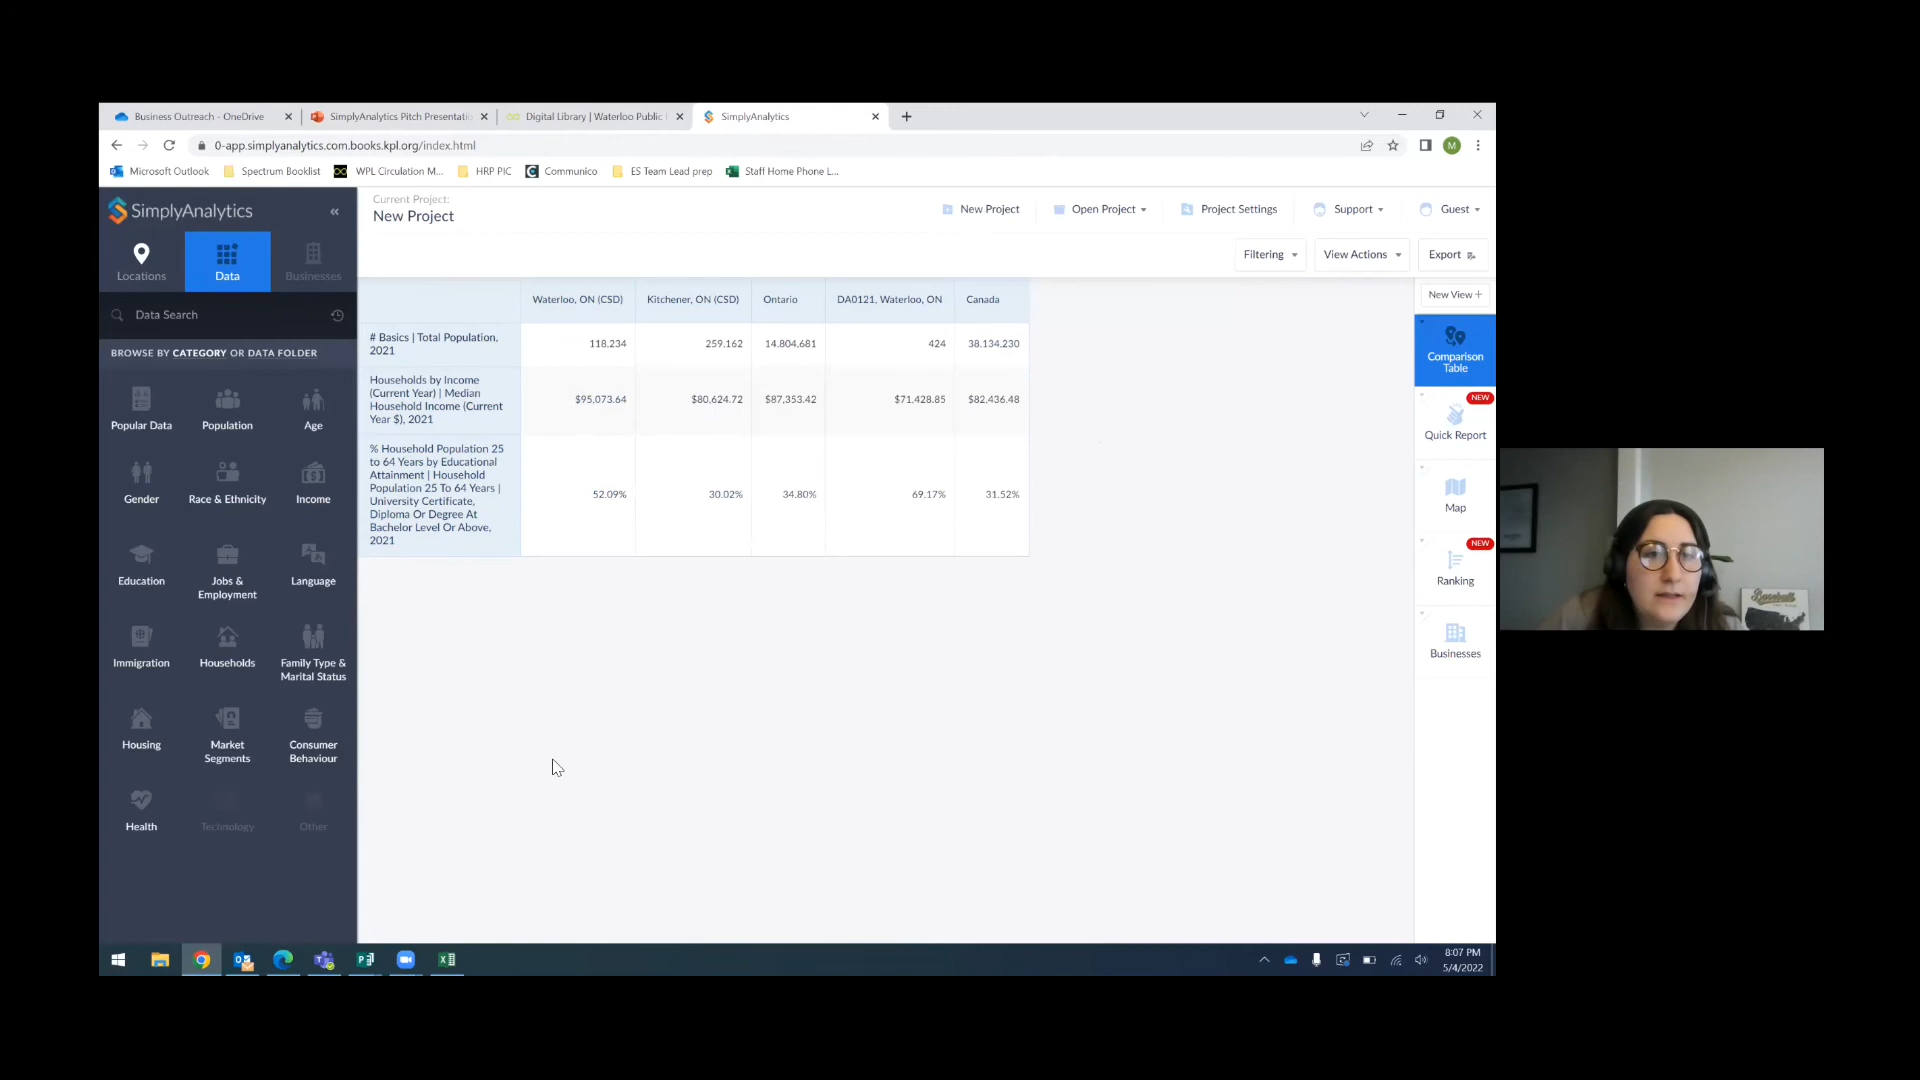 Business Outreach - OneDrive
SimplyAnalytics Pitch Presentatio
Digital Library | Waterloo Public
SimplyAnalytics
0-app.simplyanalytics.com.books.kpl.org/index.html
M
Microsoft Outlook
Spectrum Booklist
WPL Circulation M...
HRP PIC
Communico
ES Team Lead prep
Staff Home Phone L...
SimplyAnalytics
Current Project:
New Project
New Project
Open Project
Project Settings
Support
Guest
Locations
Data
Businesses
Filtering
View Actions
Export
Data Search
BROWSE BY CATEGORY OR DATA FOLDER
Popular Data
Population
Age
Gender
Race & Ethnicity
Income
Education
Jobs &
Employment
Language
Immigration
Households
Family Type &
Marital Status
Housing
Market
Segments
Consumer
Behaviour
Health
Technology
Other
Waterloo, ON (CSD)
Kitchener, ON (CSD)
Ontario
DA0121, Waterloo, ON
Canada
# Basics | Total Population,
2021
118,234
259,162
14,804,681
424
38,134,230
Households by Income
(Current Year) | Median
Household Income (Current
Year $), 2021
$95,073.64
$80,624.72
$87,353.42
$71,428.85
$82,436.48
% Household Population 25
to 64 Years by Educational
Attainment | Household
Population 25 To 64 Years |
University Certificate,
Diploma Or Degree At
Bachelor Level Or Above,
2021
52.09%
30.02%
34.80%
69.17%
31.52%
New View +
Comparison
Table
NEW
Quick Report
Map
NEW
Ranking
Businesses
Baseball
8:07 PM
5/4/2022